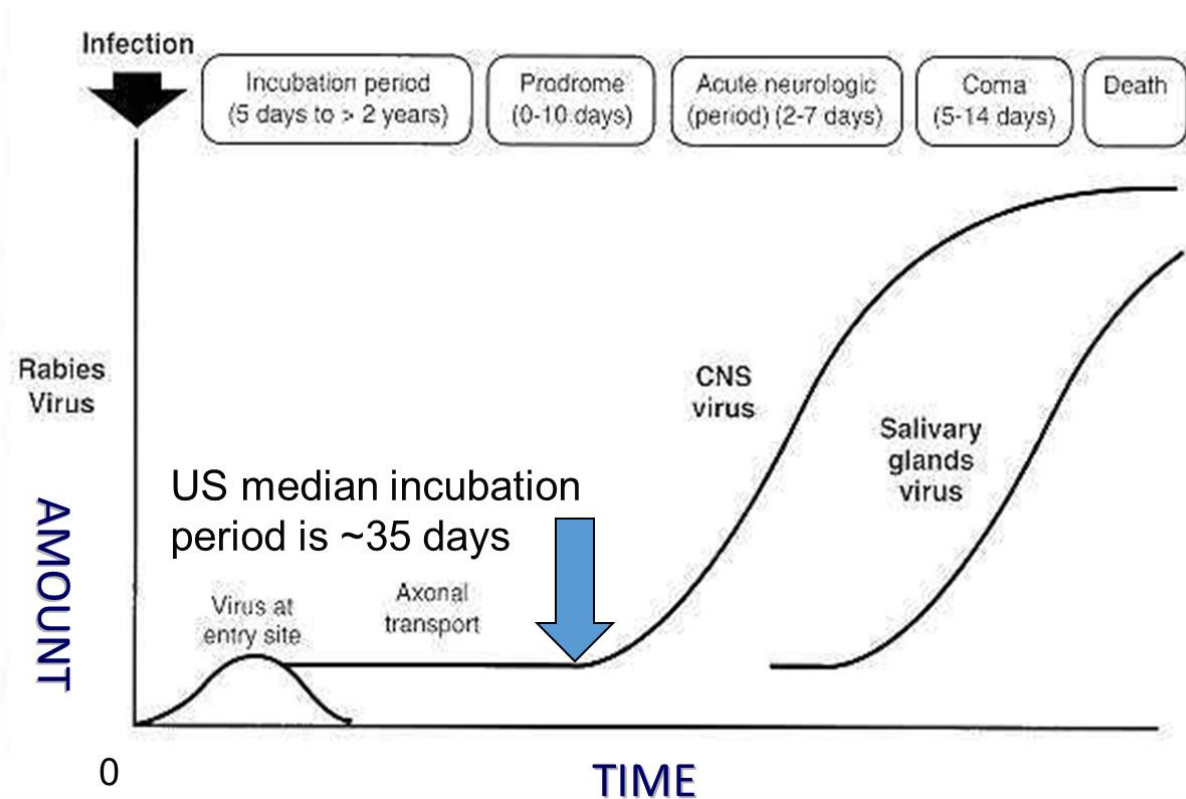 Infection
Incubation period
(5 days to > 2 years)
Prodrome
(0-10 days)
Acute neurologic
(period) (2-7 days)
Coma
(5-14 days)
Death
Rabies
Virus
AMOUNT
US median incubation
period is ~35 days
Virus at
entry site
Axonal
transport
CNS
virus
Salivary
glands
virus
0
TIME